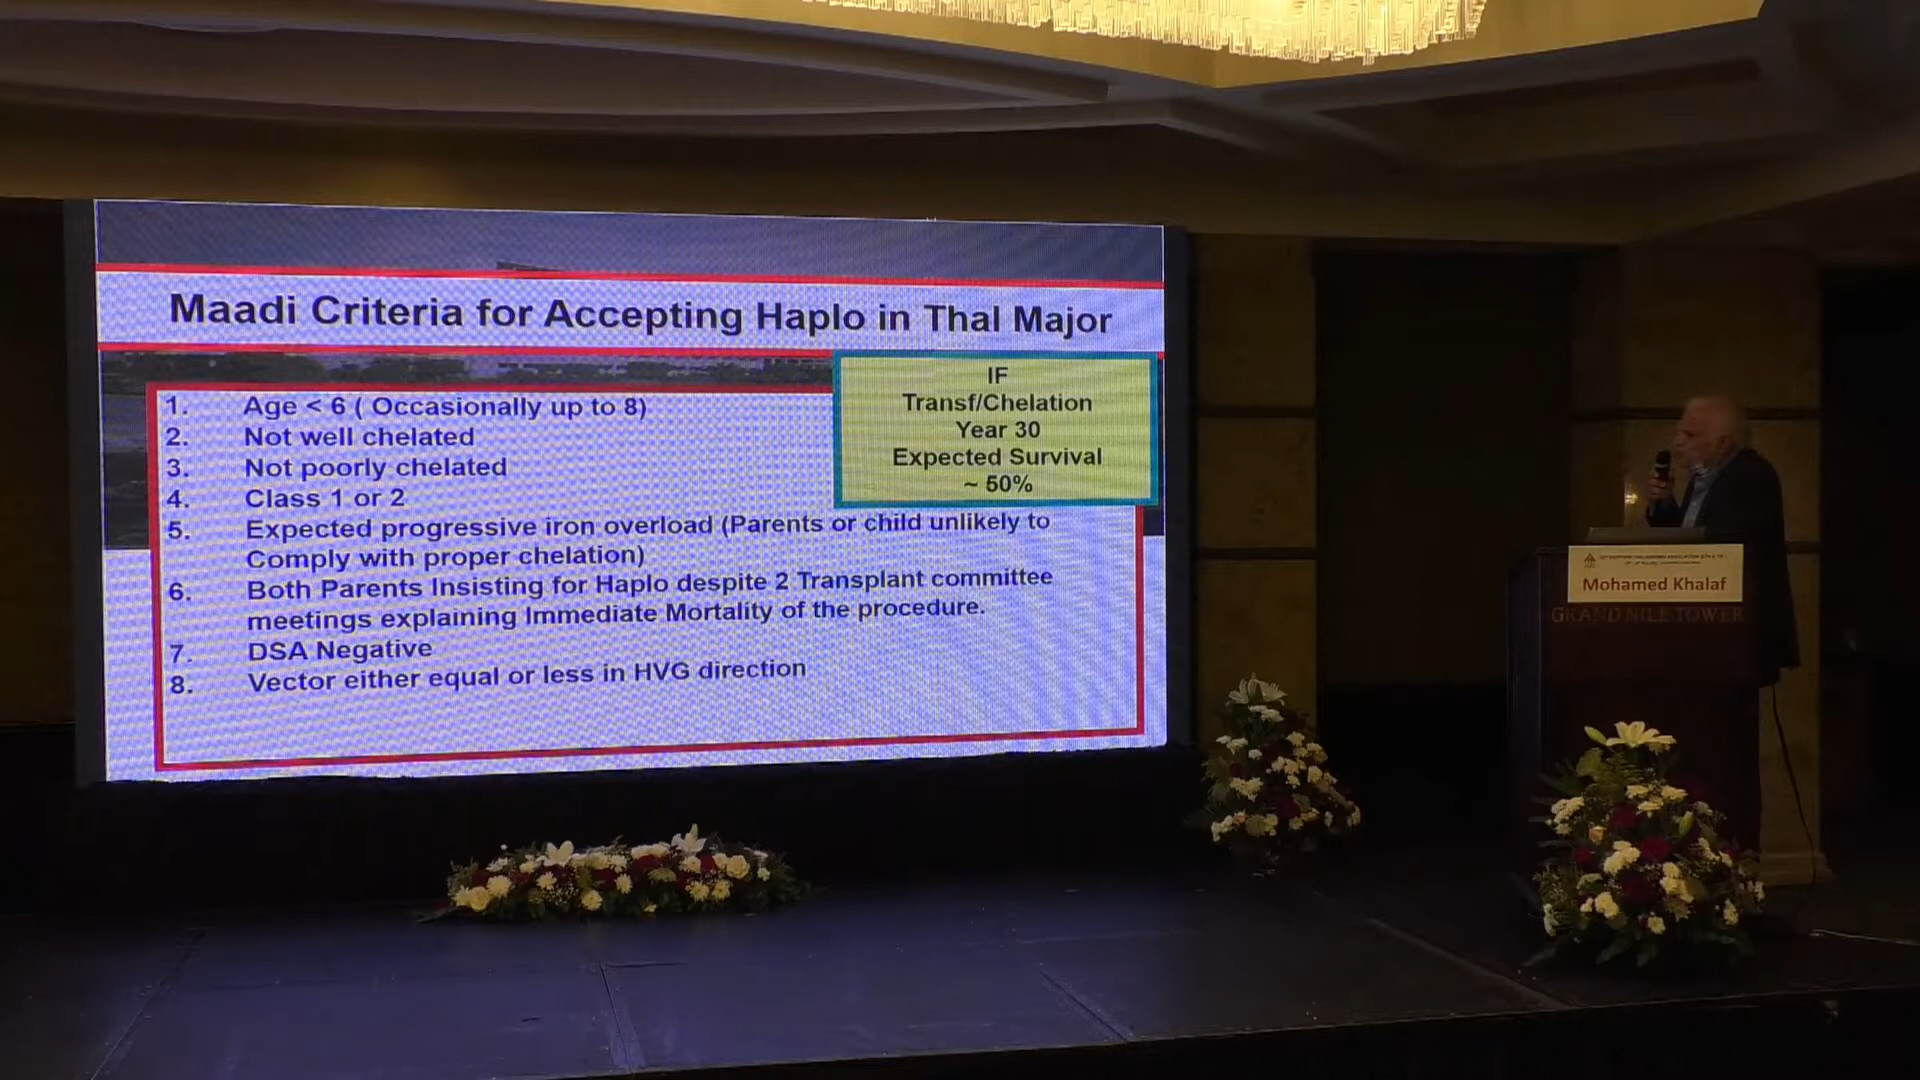 Maadi Criteria for Accepting Haplo in Thal Major
IF
Transf/Chelation
Year 30
Expected Survival
~ 50%
1. Age < 6 ( Occasionally up to 8)
2. Not well chelated
3. Not poorly chelated
4. Class 1 or 2
5. Expected progressive iron overload (Parents or child unlikely to
Comply with proper chelation)
6. Both Parents Insisting for Haplo despite 2 Transplant committee
meetings explaining Immediate Mortality of the procedure.
7. DSA Negative
8. Vector either equal or less in HVG direction
Mohamed Khalaf
GRAND NILE TOWER